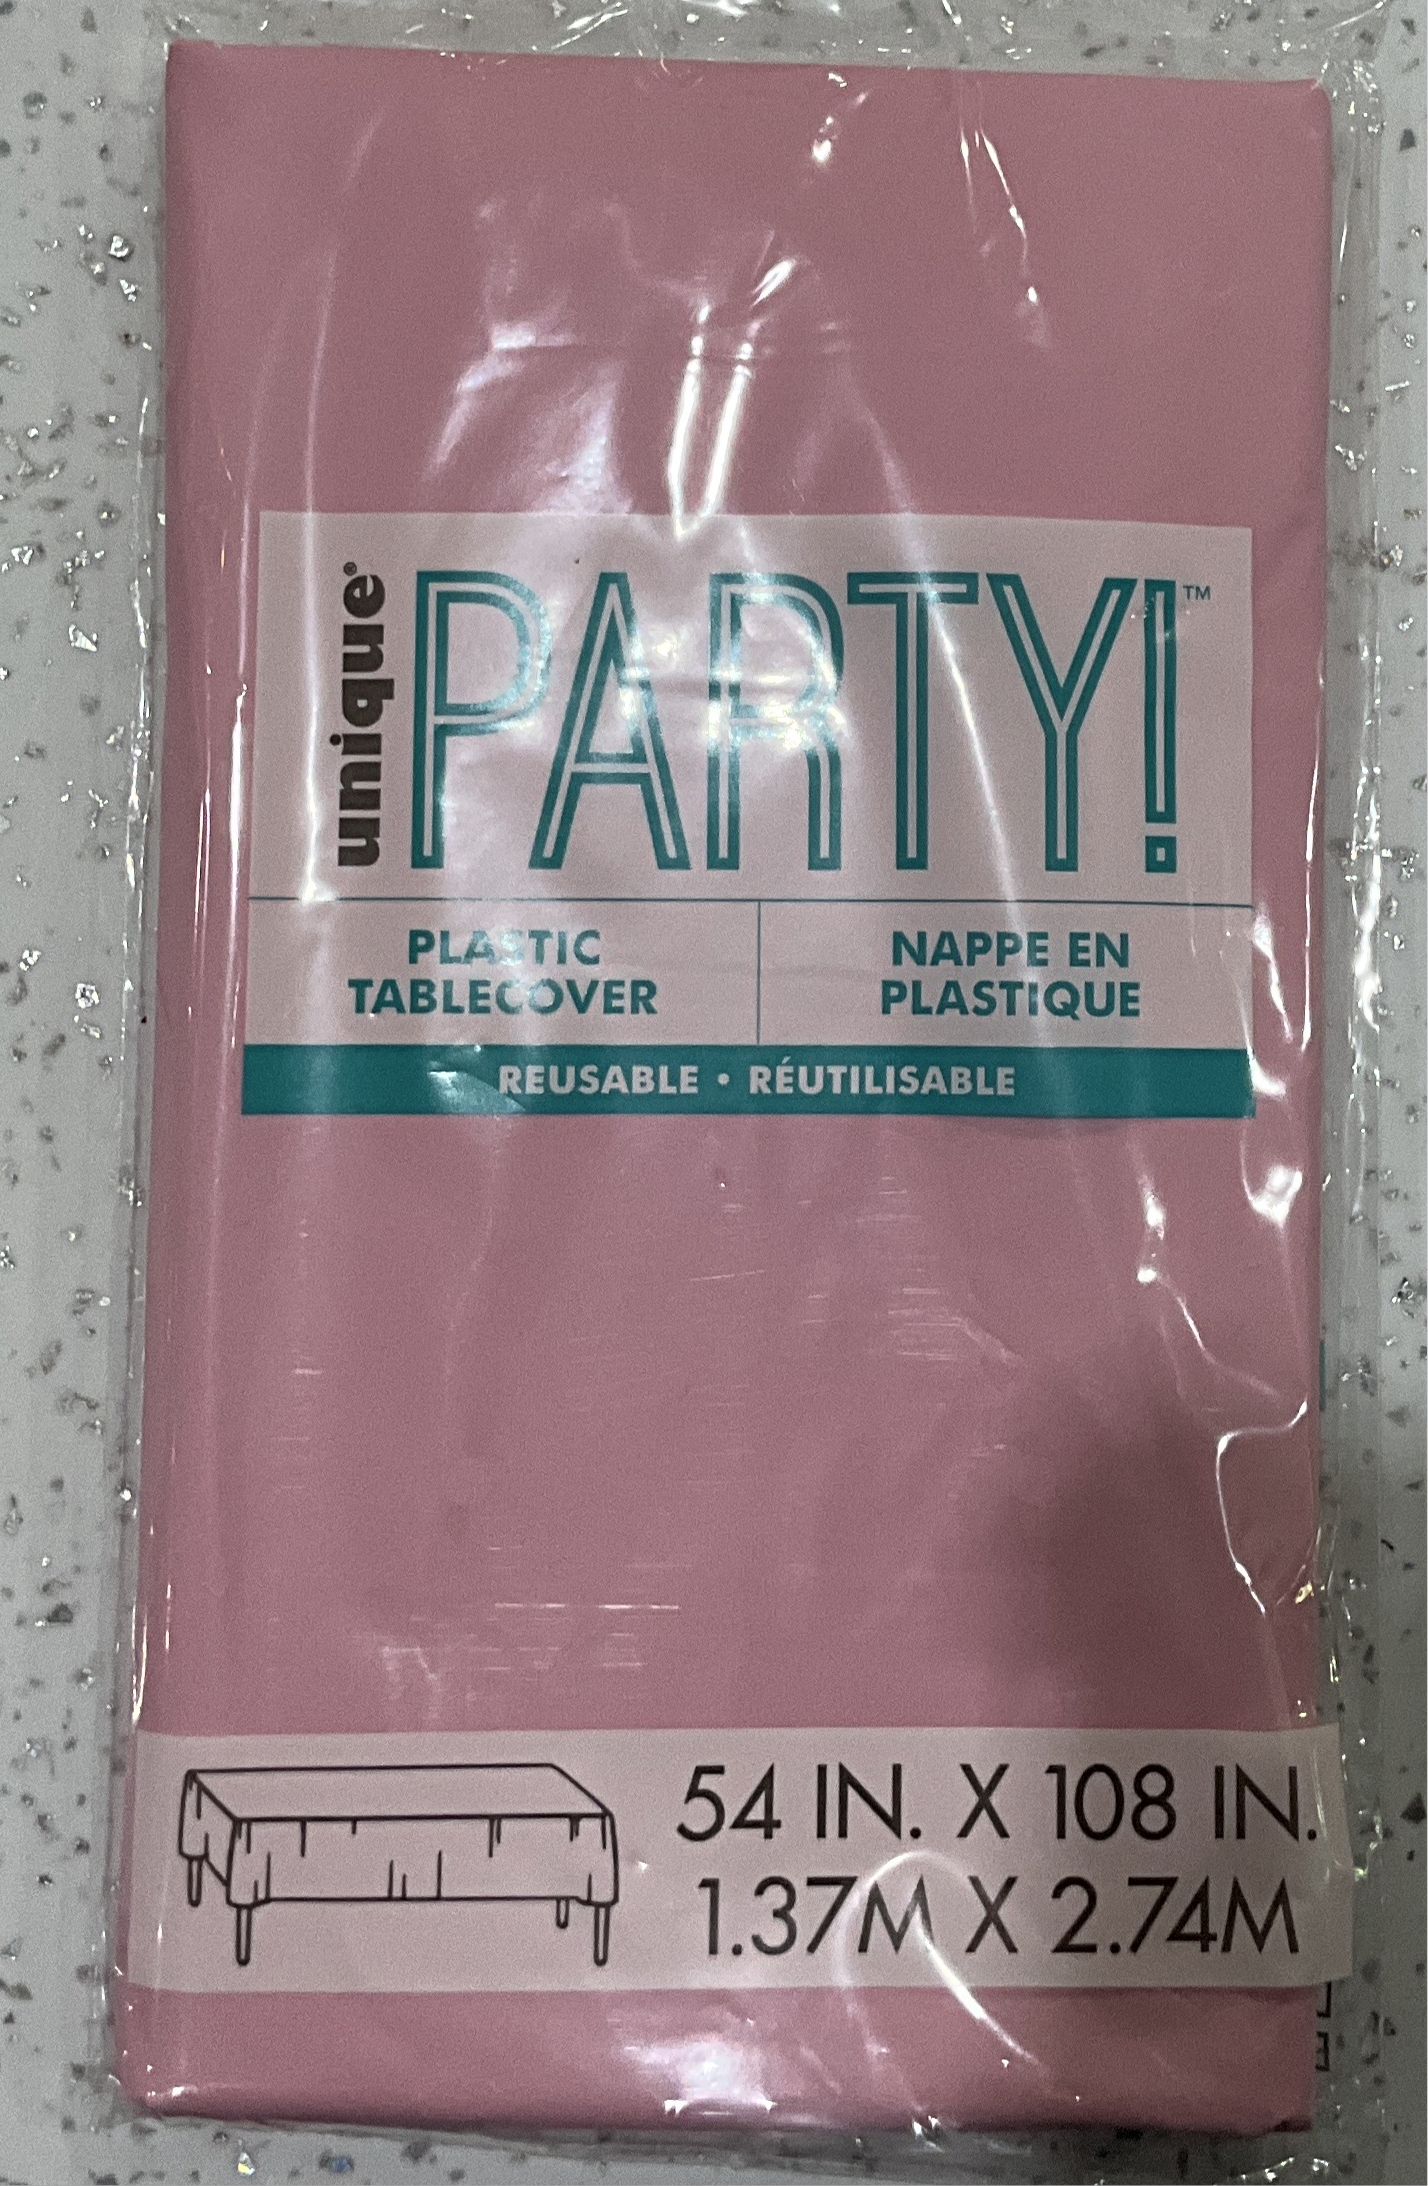 unique®
PARTY!™
PLASTIC
TABLECOVER
NAPPE EN
PLASTIQUE
REUSABLE • RÉUTILISABLE
54 IN. X 108 IN.
1.37M X 2.74M